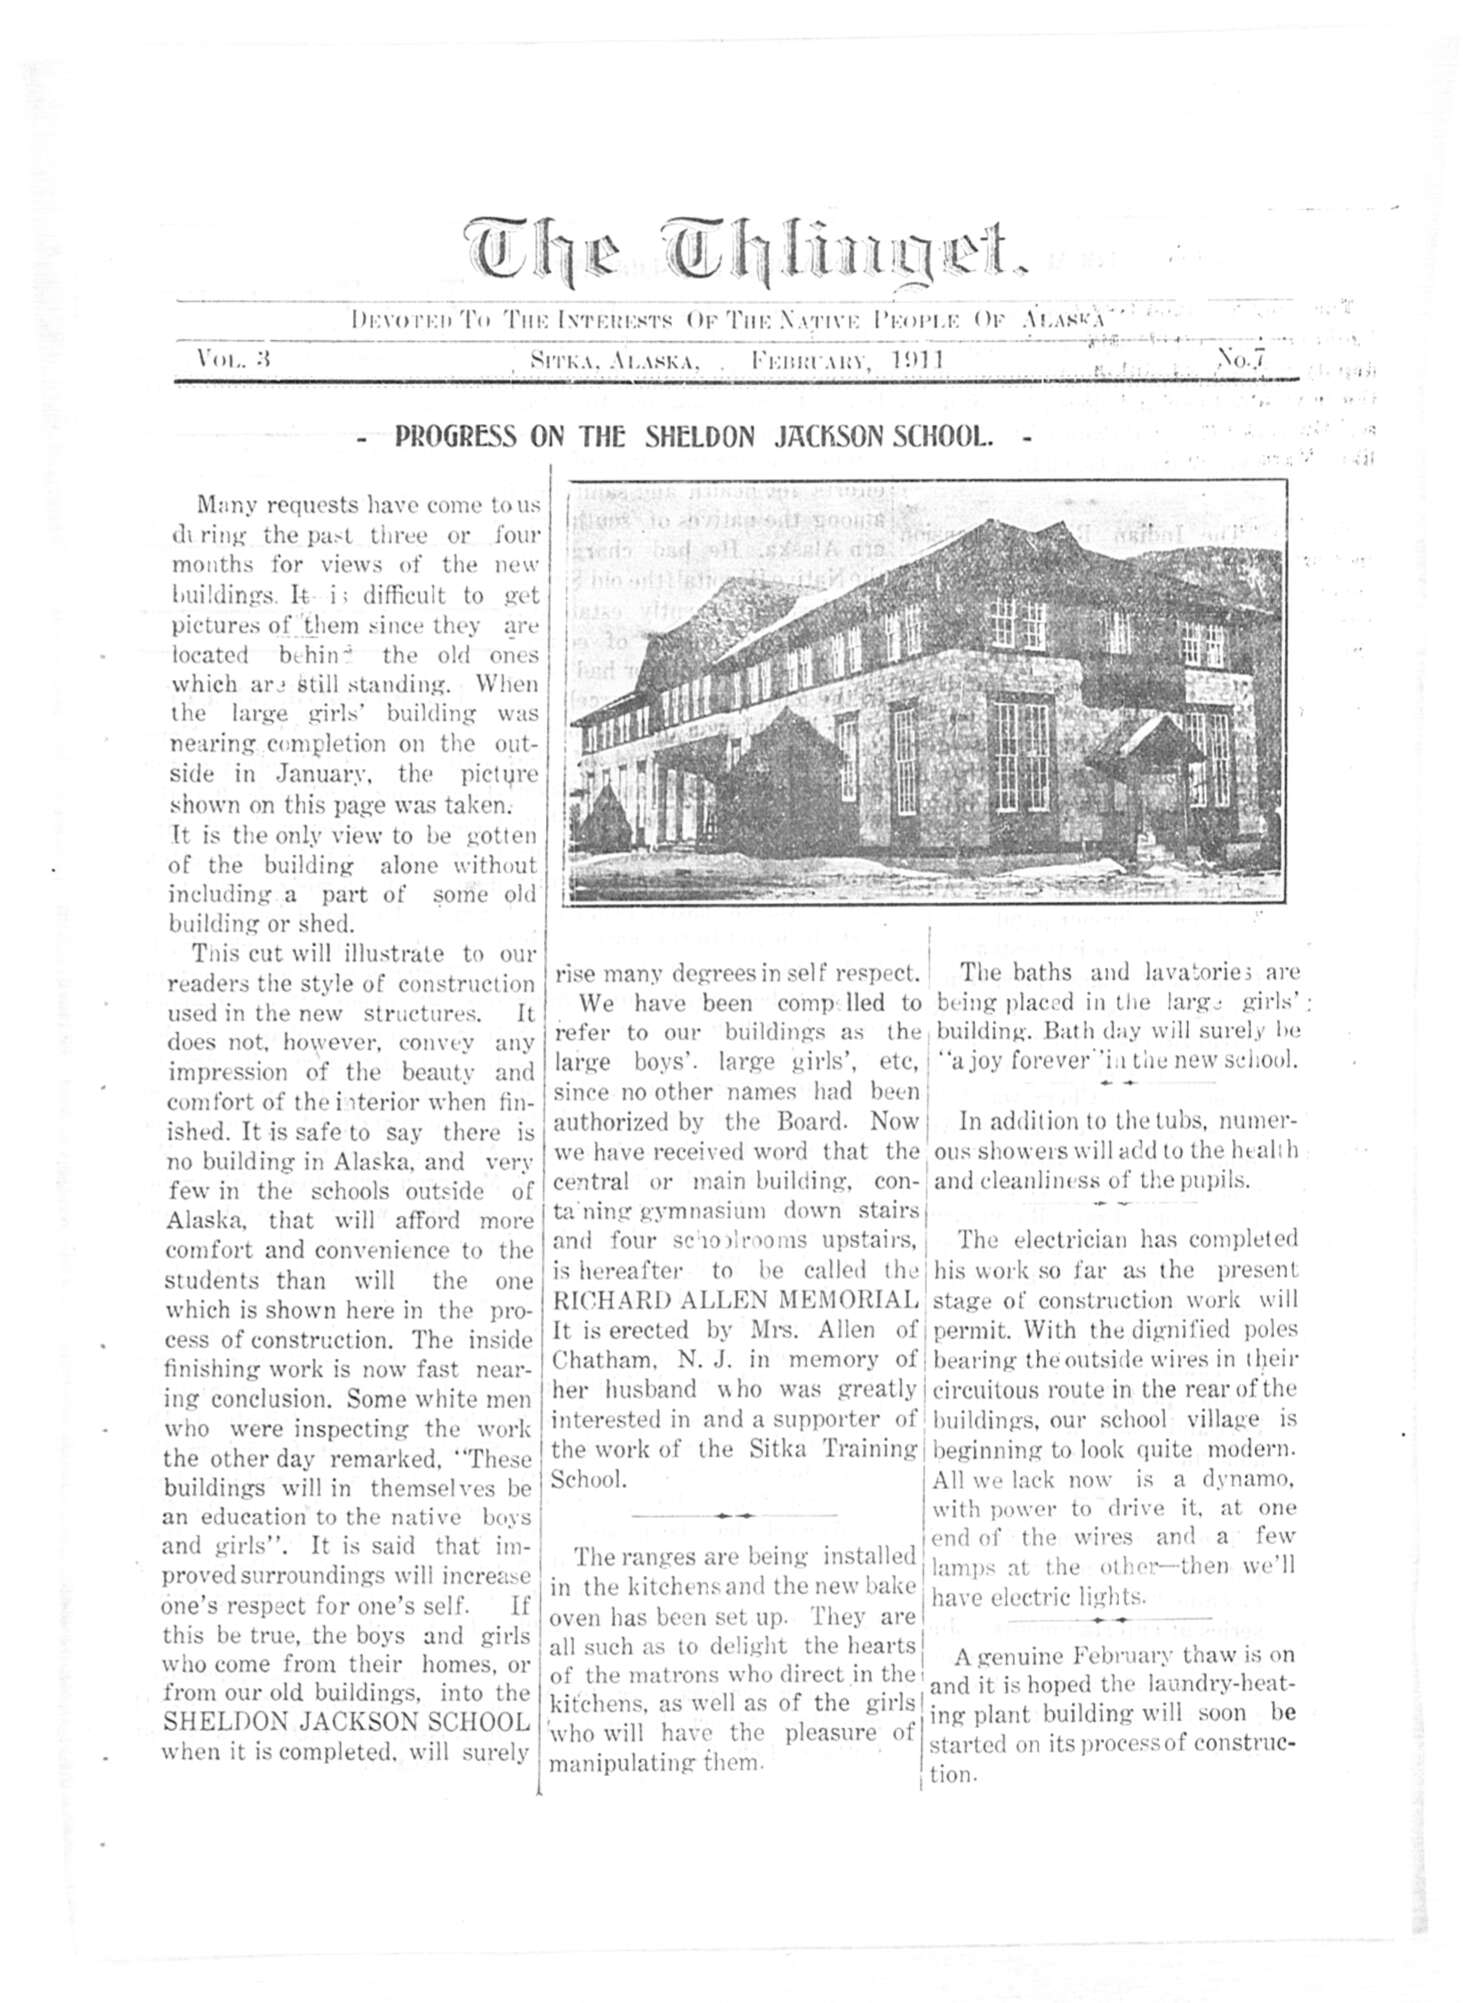 The Thlinget.
DEVOTED TO THE INTERESTS OF THE NATIVE PEOPLE OF ALASKA
VOL. 3 SITKA, ALASKA, FEBRUARY, 1911 No. 7
- PROGRESS ON THE SHELDON JACKSON SCHOOL. -
Many requests have come to us
during the past three or four
months for views of the new
buildings. It is difficult to get
pictures of them since they are
located behind the old ones
which are still standing. When
the large girls' building was
nearing completion on the out-
side in January, the picture
shown on this page was taken.
It is the only view to be gotten
of the building alone without
including a part of some old
building or shed.
This cut will illustrate to our
readers the style of construction
used in the new structures. It
does not, however, convey any
impression of the beauty and
comfort of the interior when fin-
ished. It is safe to say there is
no building in Alaska, and very
few in the schools outside of
Alaska, that will afford more
comfort and convenience to the
students than will the one
which is shown here in the pro-
cess of construction. The inside
finishing work is now fast near-
ing conclusion. Some white men
who were inspecting the work
the other day remarked, "These
buildings will in themselves be
an education to the native boys
and girls". It is said that im-
proved surroundings will increase
one's respect for one's self. If
this be true, the boys and girls
who come from their homes, or
from our old buildings, into the
SHELDON JACKSON SCHOOL
when it is completed, will surely
rise many degrees in self respect.
We have been compelled to
refer to our buildings as the
large boys'. large girls', etc,
since no other names had been
authorized by the Board. Now
we have received word that the
central or main building, con-
taining gymnasium down stairs
and four schoolrooms upstairs,
is hereafter to be called the
RICHARD ALLEN MEMORIAL
It is erected by Mrs. Allen of
Chatham, N. J. in memory of
her husband who was greatly
interested in and a supporter of
the work of the Sitka Training
School.
The ranges are being installed
in the kitchens and the new bake
oven has been set up. They are
all such as to delight the hearts
of the matrons who direct in the
kitchens, as well as of the girls
who will have the pleasure of
manipulating them.
The baths and lavatories are
being placed in the large girls'
building. Bath day will surely be
"a joy forever" in the new school.
In addition to the tubs, numer-
ous showers will add to the health
and cleanliness of the pupils.
The electrician has completed
his work so far as the present
stage of construction work will
permit. With the dignified poles
bearing the outside wires in their
circuitous route in the rear of the
buildings, our school village is
beginning to look quite modern.
All we lack now is a dynamo,
with power to drive it, at one
end of the wires and a few
lamps at the other—then we'll
have electric lights.
A genuine February thaw is on
and it is hoped the laundry-heat-
ing plant building will soon be
started on its process of construc-
tion.